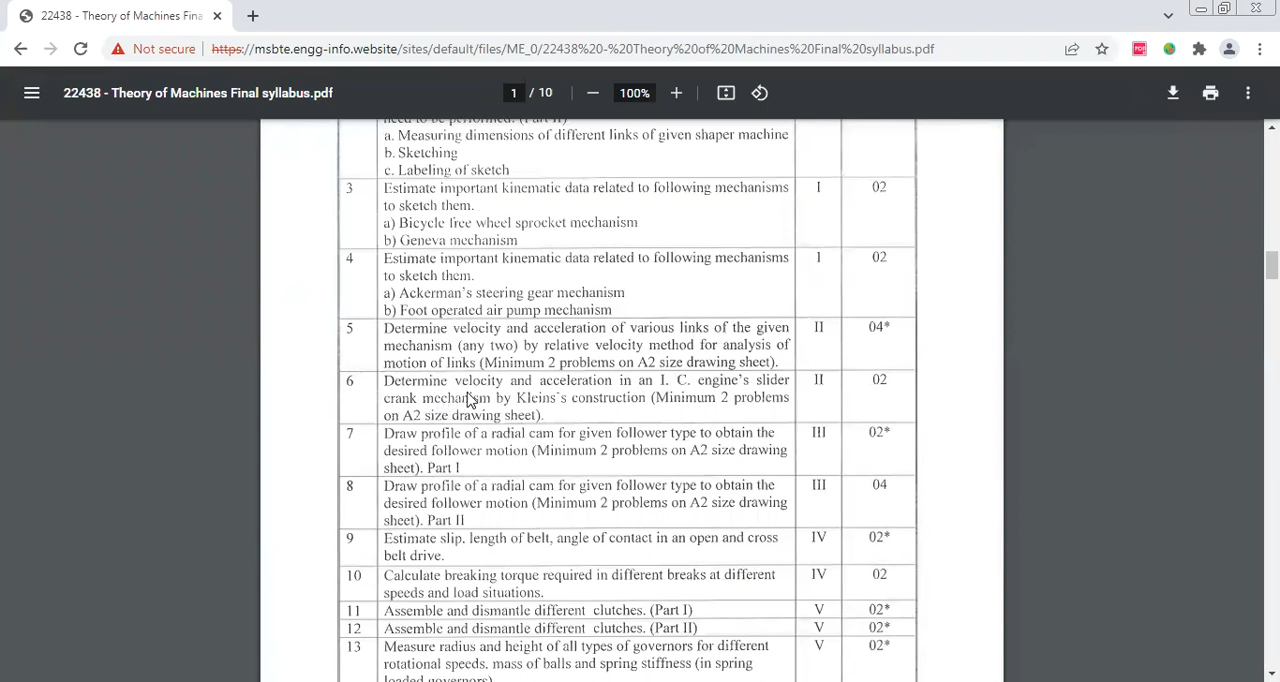 22438 - Theory of Machines Fina
Not secure
https://msbte.engg-info.website/sites/default/files/ME_0/22438%20-%20Theory%20of%20Machines%20Final%20syllabus.pdf
PDF
22438 - Theory of Machines Final syllabus.pdf
1 / 10
100%
need to be performed. (Part II)
a. Measuring dimensions of different links of given shaper machine
b. Sketching
c. Labeling of sketch
3 Estimate important kinematic data related to following mechanisms I 02
to sketch them.
a) Bicycle free wheel sprocket mechanism
b) Geneva mechanism
4 Estimate important kinematic data related to following mechanisms I 02
to sketch them.
a) Ackerman's steering gear mechanism
b) Foot operated air pump mechanism
5 Determine velocity and acceleration of various links of the given II 04*
mechanism (any two) by relative velocity method for analysis of
motion of links (Minimum 2 problems on A2 size drawing sheet).
6 Determine velocity and acceleration in an I. C. engine's slider II 02
crank mechanism by Kleins's construction (Minimum 2 problems
on A2 size drawing sheet).
7 Draw profile of a radial cam for given follower type to obtain the III 02*
desired follower motion (Minimum 2 problems on A2 size drawing
sheet). Part I
8 Draw profile of a radial cam for given follower type to obtain the III 04
desired follower motion (Minimum 2 problems on A2 size drawing
sheet). Part II
9 Estimate slip, length of belt, angle of contact in an open and cross IV 02*
belt drive.
10 Calculate breaking torque required in different breaks at different IV 02
speeds and load situations.
11 Assemble and dismantle different clutches. (Part I) V 02*
12 Assemble and dismantle different clutches. (Part II) V 02*
13 Measure radius and height of all types of governors for different V 02*
rotational speeds, mass of balls and spring stiffness (in spring
loaded governors)